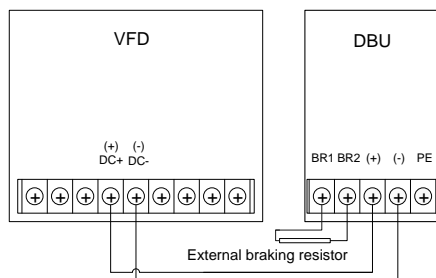 VFD
DBU
(+) (-)
DC+ DC-
BR1 BR2 (+) (-) PE
External braking resistor